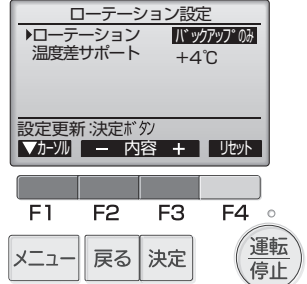 ローテーション設定
▶ローテーション バックアップのみ
温度差サポート +4℃
設定更新:決定ボタン
▼カーソル − 内容 + リセット
F1 F2 F3 F4
メニュー 戻る 決定 運転
停止